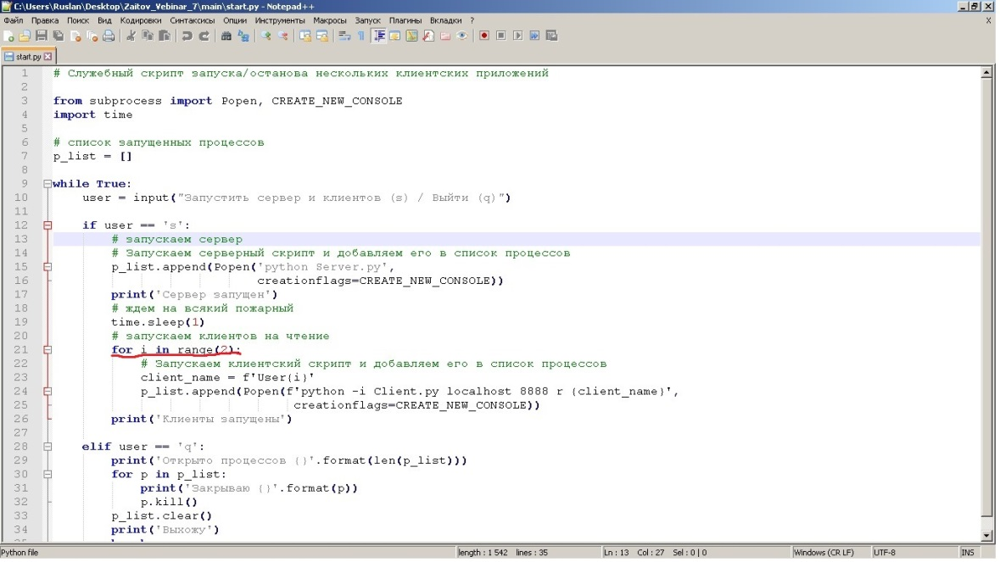 C:\Users\Ruslan\Desktop\Zaitov_Vebinar_7\main\start.py - Notepad++
Файл Правка Поиск Вид Кодировки Синтаксисы Опции Инструменты Макросы Запуск Плагины Вкладки ? X
start.py
1 # Служебный скрипт запуска/останова нескольких клиентских приложений
2
3 from subprocess import Popen, CREATE_NEW_CONSOLE
4 import time
5
6 # список запущенных процессов
7 p_list = []
8
9 while True:
10     user = input("Запустить сервер и клиентов (s) / Выйти (q)")
11
12     if user == 's':
13         # запускаем сервер
14         # Запускаем серверный скрипт и добавляем его в список процессов
15         p_list.append(Popen('python Server.py',
16                             creationflags=CREATE_NEW_CONSOLE))
17         print('Сервер запущен')
18         # ждем на всякий пожарный
19         time.sleep(1)
20         # запускаем клиентов на чтение
21         for i in range(2):
22             # Запускаем клиентский скрипт и добавляем его в список процессов
23             client_name = f'User{i}'
24             p_list.append(Popen(f'python -i Client.py localhost 8888 r {client_name}',
25                                 creationflags=CREATE_NEW_CONSOLE))
26         print('Клиенты запущены')
27
28     elif user == 'q':
29         print('Открыто процессов {}'.format(len(p_list)))
30         for p in p_list:
31             print('Закрываю {}'.format(p))
32             p.kill()
33         p_list.clear()
34         print('Выхожу')
Python file length : 1 542 lines : 35 Ln : 13 Col : 27 Sel : 0 | 0 Windows (CR LF) UTF-8 INS